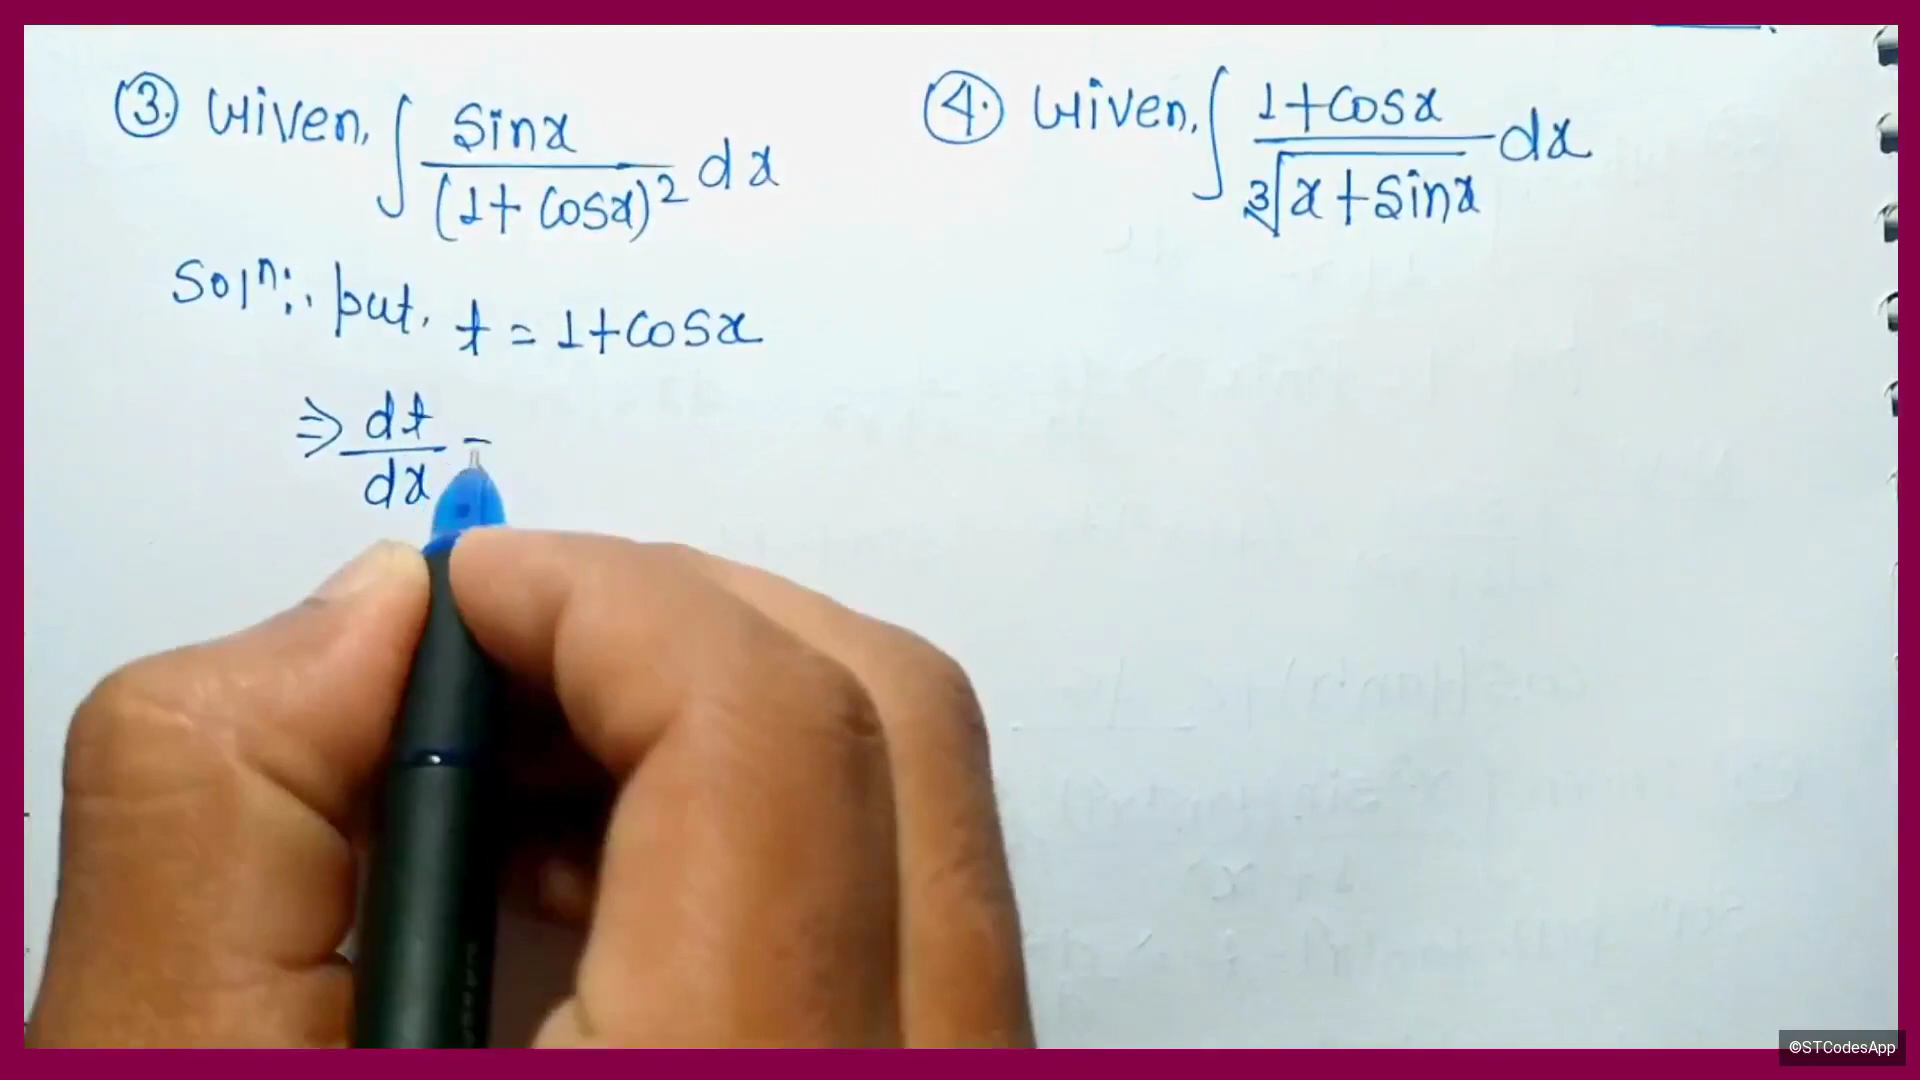 ③. Given, ∫ sinx / (1+cosx)² dx
Solⁿ:. put, t = 1+cosx
⇒ dt/dx =
④. Given, ∫ 1+cosx / ∛(x+sinx) dx
©STCodesApp